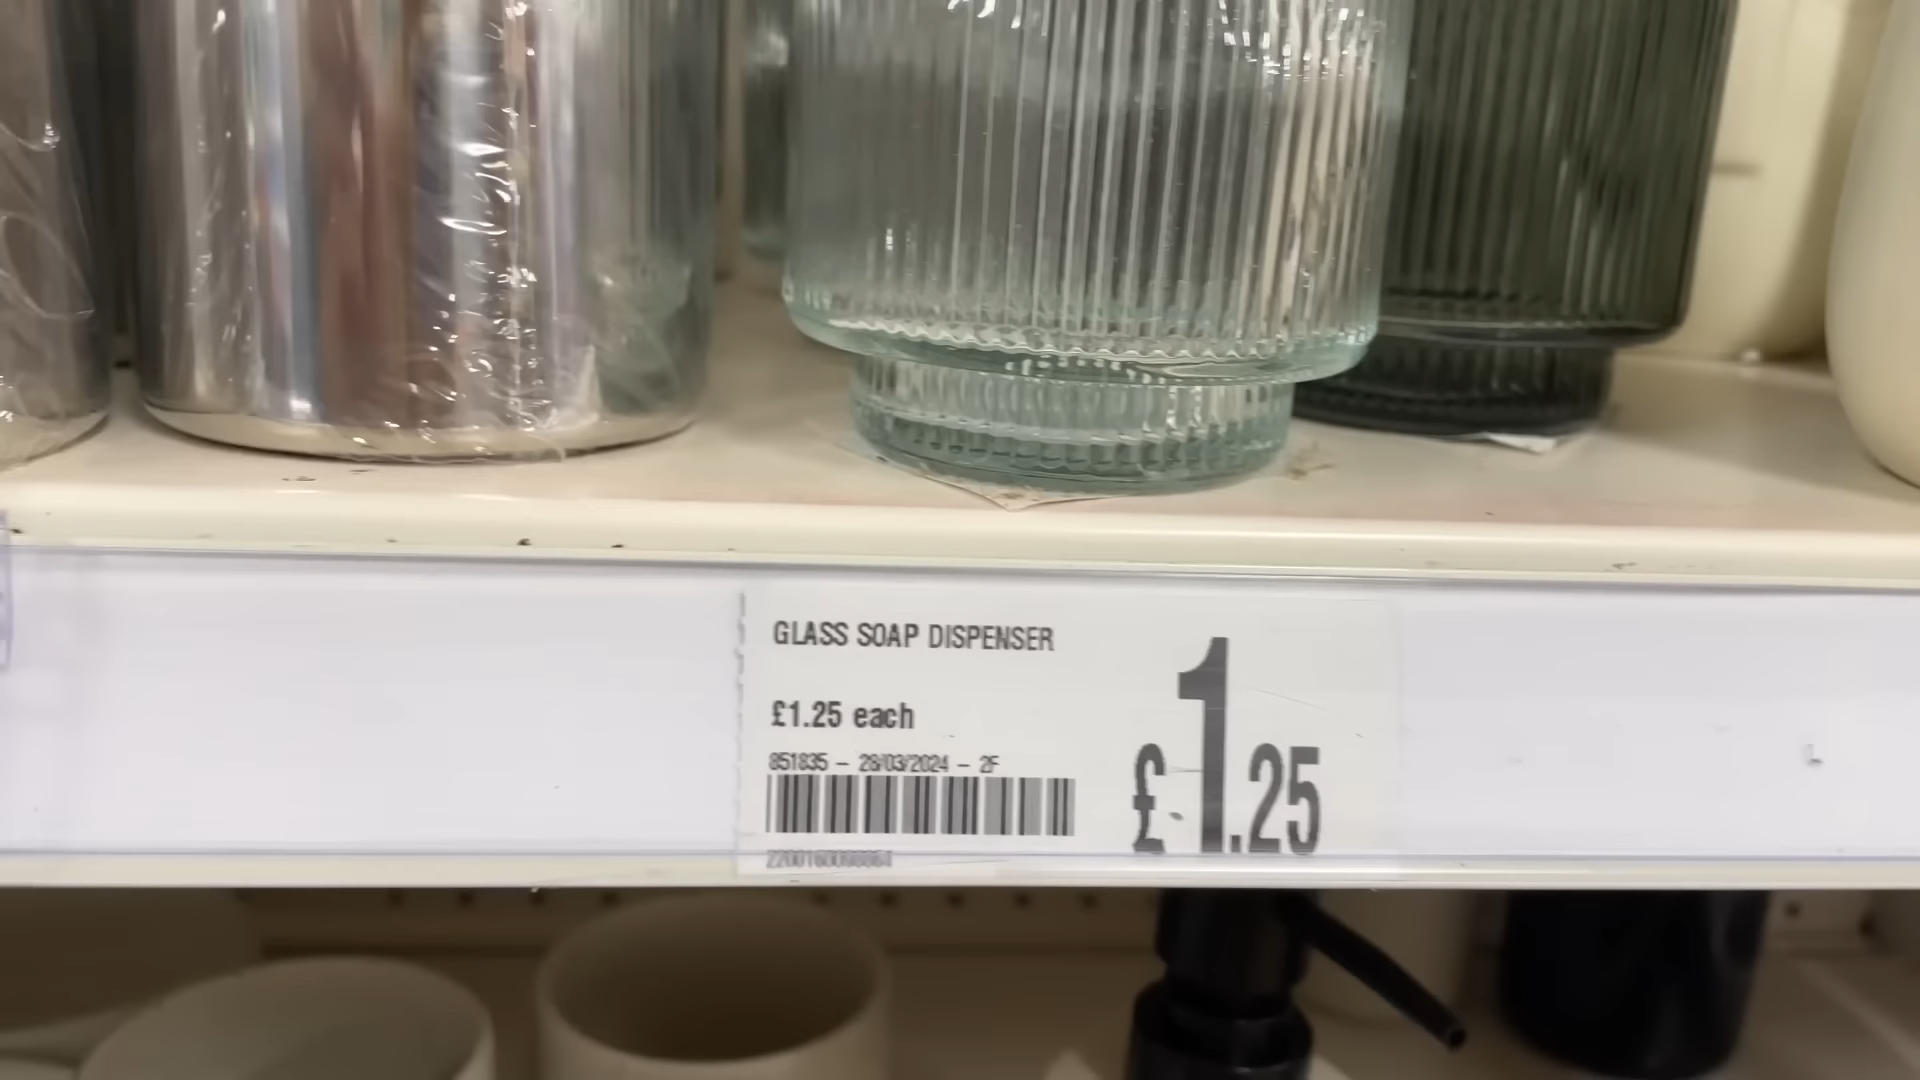 GLASS SOAP DISPENSER
£1.25 each
£1.25
851835 – 28/03/2024 – 2F